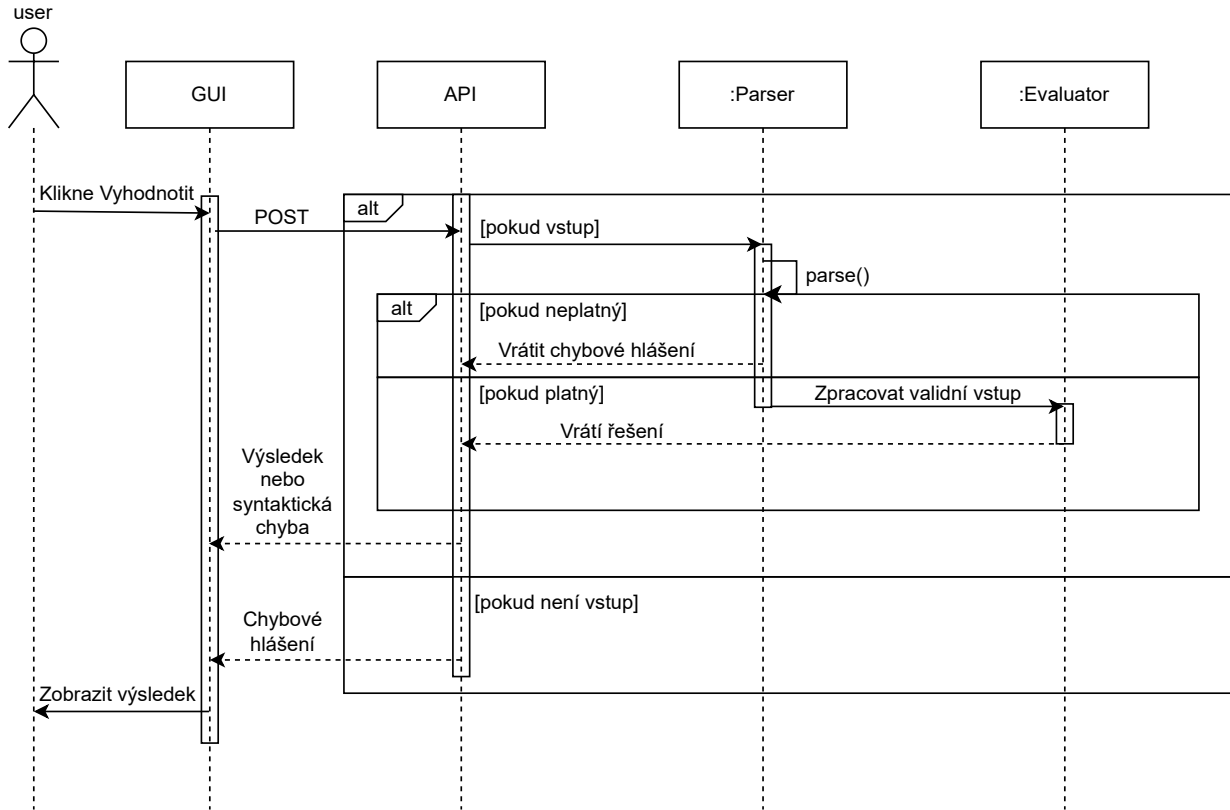 user
GUI
API
:Parser
:Evaluator
Klikne Vyhodnotit
alt
POST
[pokud vstup]
parse()
alt
[pokud neplatný]
Vrátit chybové hlášení
[pokud platný]
Zpracovat validní vstup
Vrátí řešení
Výsledek
nebo
syntaktická
chyba
[pokud není vstup]
Chybové
hlášení
Zobrazit výsledek